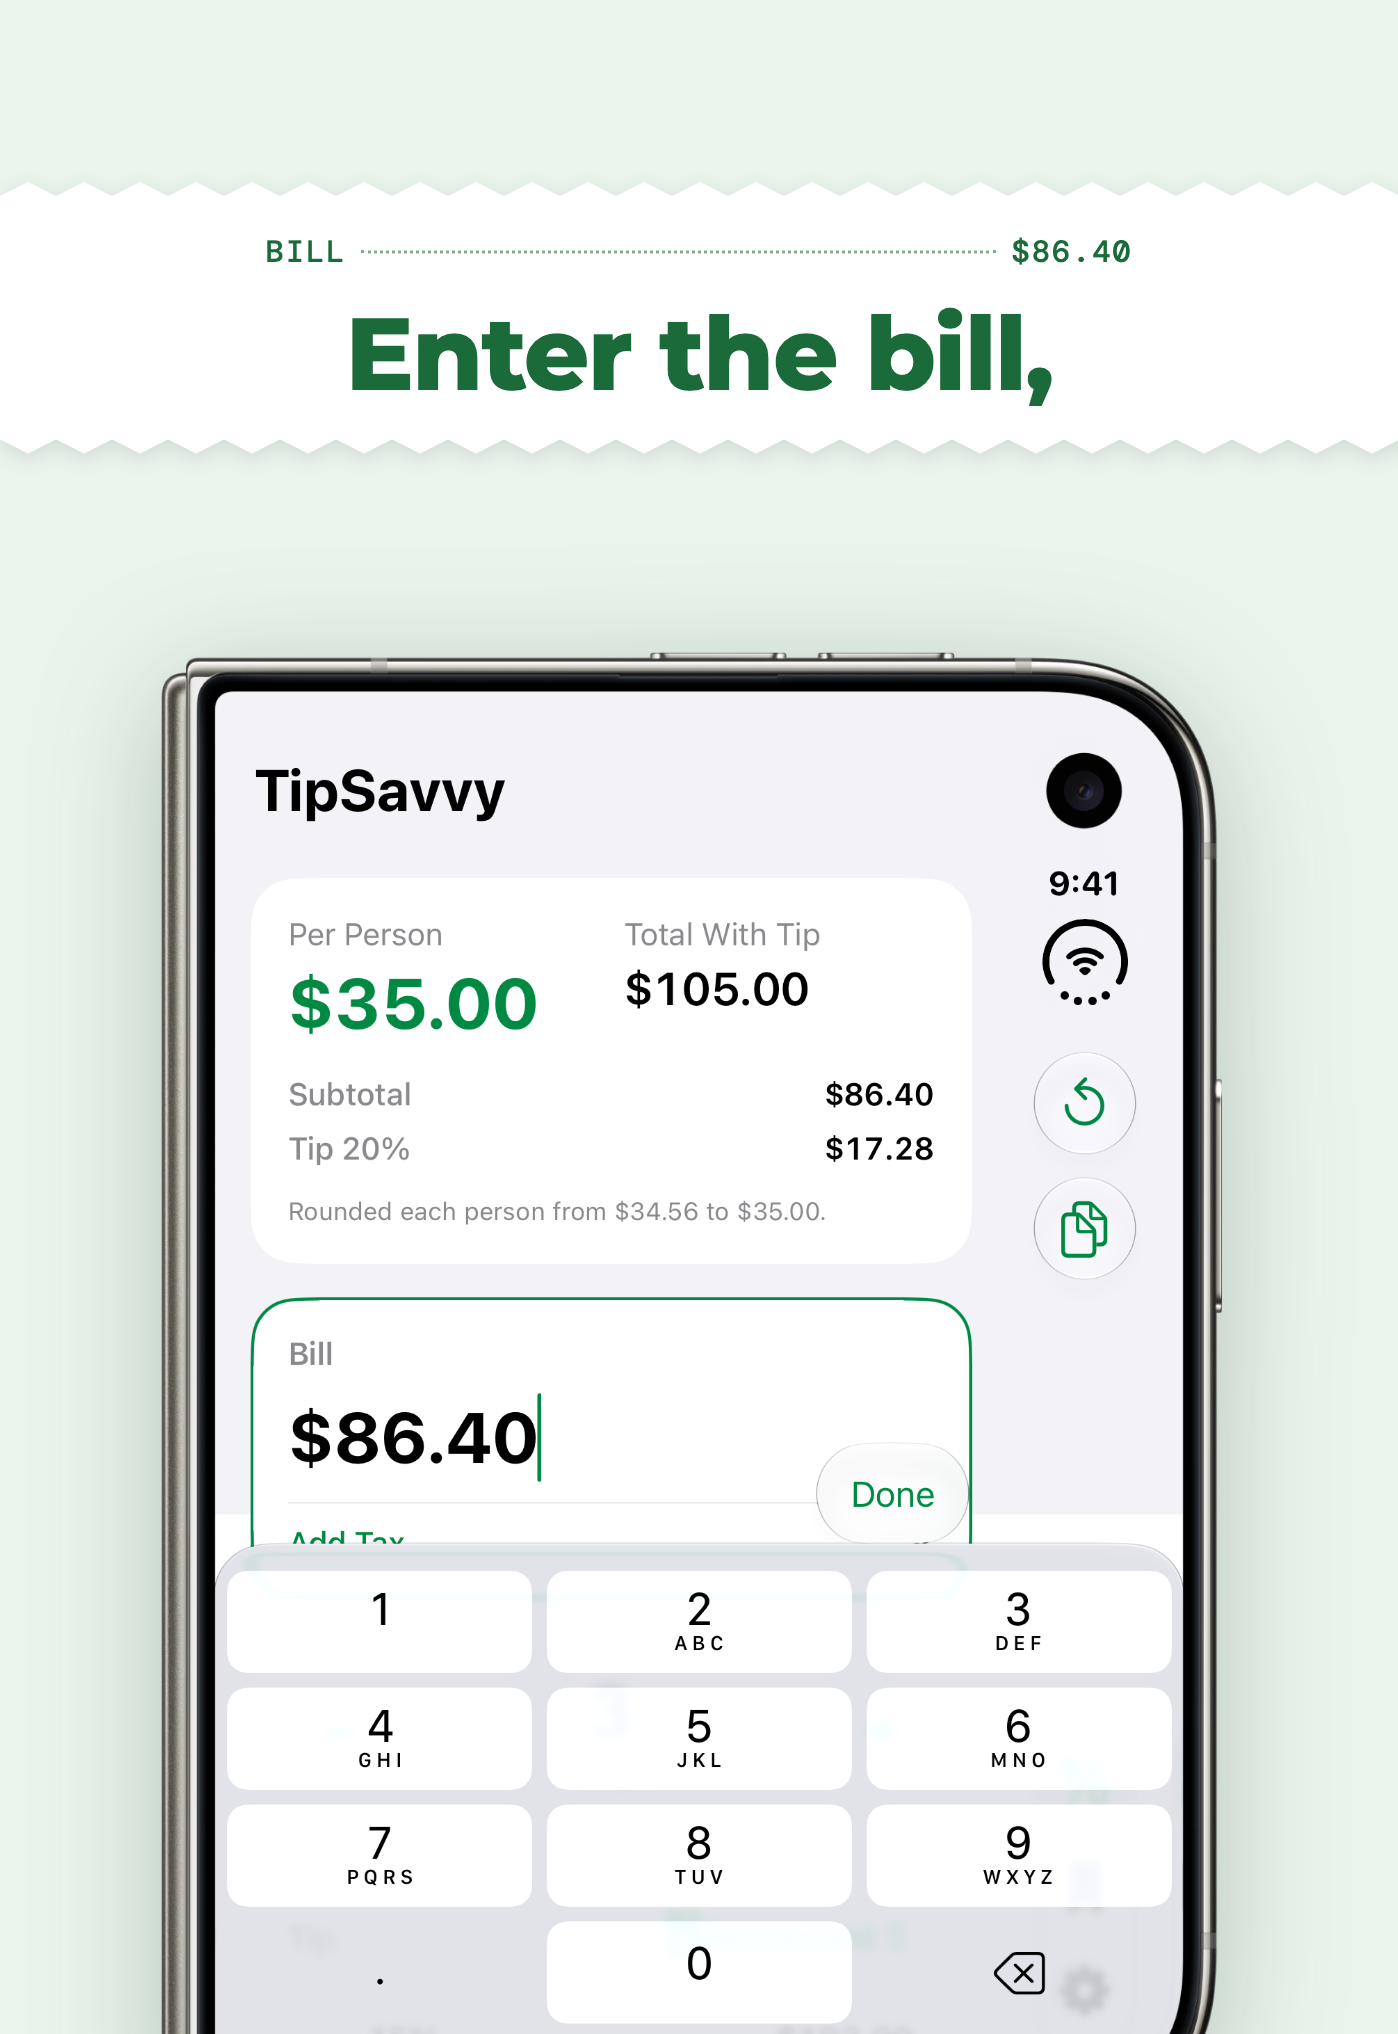 BILL $86.40
Enter the bill,
TipSavvy
9:41
Per Person Total With Tip
$35.00 $105.00
Subtotal $86.40
Tip 20% $17.28
Rounded each person from $34.56 to $35.00.
Bill
$86.40
Done
Add Tax
1 2 3
ABC DEF
4 5 6
GHI JKL MNO
7 8 9
PQRS TUV WXYZ
. 0